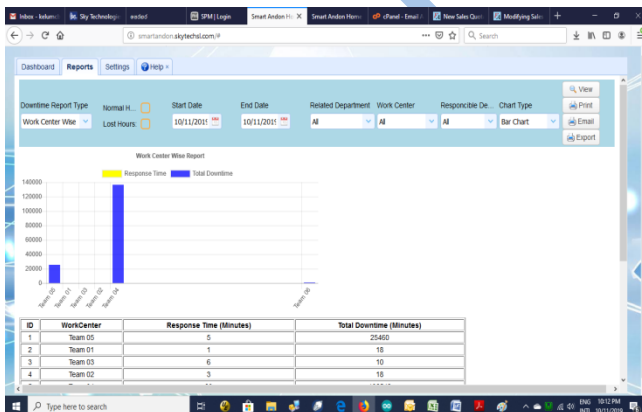 Inbox - kelum
Sky Technologi
ended
SPM | Login
Smart Andon Ho
Smart Andon Home
cPanel - Email
New Sales Quot
Modifying Sale
smartandon.skytechsl.com/#
Search
Dashboard Reports Settings Help
View
Downtime Report Type Normal H... Start Date End Date Related Department Work Center Responcible De... Chart Type
Print
Work Center Wise Lost Hours: 10/11/2019 10/11/2019 All All All Bar Chart
Email
Export
Work Center Wise Report
Response Time Total Downtime
140000
120000
100000
80000
60000
40000
20000
0
Team 05 Team 01 Team 03 Team 02 Team 04 Team 06
ID WorkCenter Response Time (Minutes) Total Downtime (Minutes)
1 Team 05 5 25460
2 Team 01 1 18
3 Team 03 6 10
4 Team 02 3 18
Type here to search
ENG 10:12 PM
INTL 10/11/2019